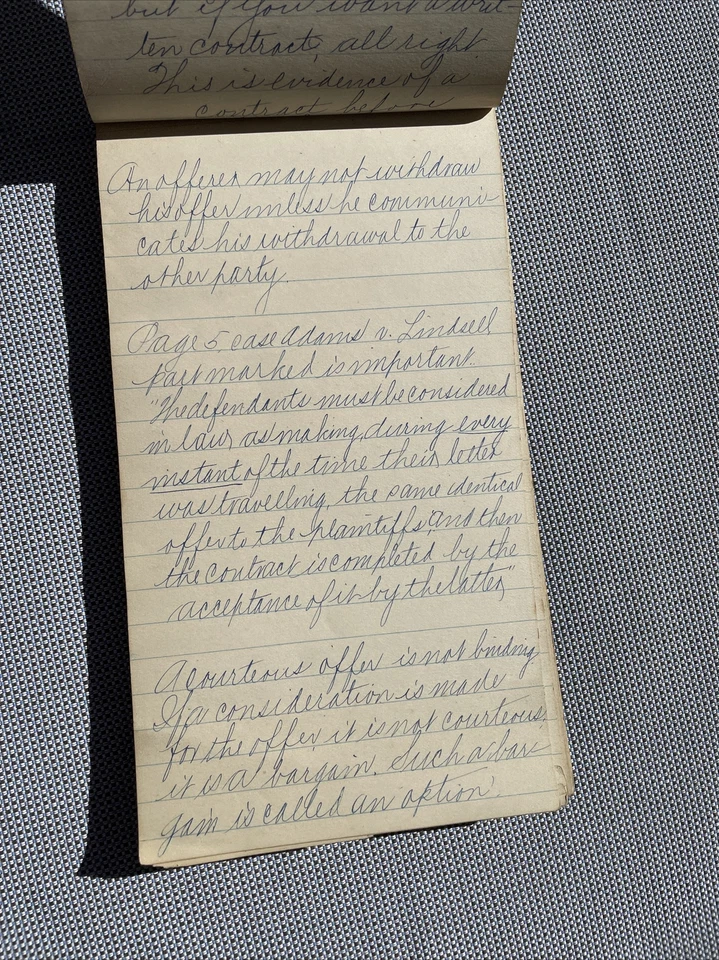 but if you want a writ-
ten contract, all right
This is evidence of a
contract before
An offerer may not withdraw
his offer unless he communi-
cates his withdrawal to the
other party.
Page 5, case Adams v. Lindsell
part marked is important.
"The defendants must be considered
in law, as making, during every
instant of the time their letter
was travelling, the same identical
offer to the plaintiffs, and then
the contract is completed by the
acceptance of it by the latter,"
A courteous offer is not binding
If a consideration is made
for the offer it is not courteous,
it is a bargain. Such a bar-
gain is called an option.